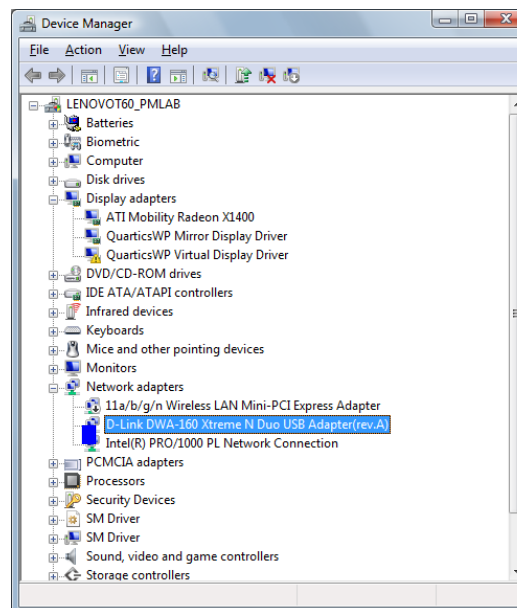 Device Manager
File Action View Help
LENOVOT60_PMLAB
Batteries
Biometric
Computer
Disk drives
Display adapters
ATI Mobility Radeon X1400
QuarticsWP Mirror Display Driver
QuarticsWP Virtual Display Driver
DVD/CD-ROM drives
IDE ATA/ATAPI controllers
Infrared devices
Keyboards
Mice and other pointing devices
Monitors
Network adapters
11a/b/g/n Wireless LAN Mini-PCI Express Adapter
D-Link DWA-160 Xtreme N Duo USB Adapter(rev.A)
Intel(R) PRO/1000 PL Network Connection
PCMCIA adapters
Processors
Security Devices
SM Driver
SM Driver
Sound, video and game controllers
Storage controllers